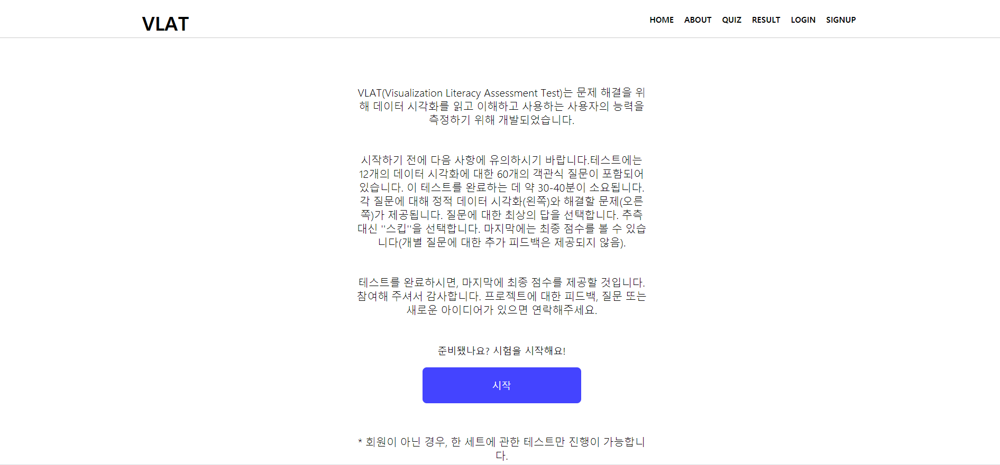 VLAT
HOME ABOUT QUIZ RESULT LOGIN SIGNUP
VLAT(Visualization Literacy Assessment Test)는 문제 해결을 위
해 데이터 시각화를 읽고 이해하고 사용하는 사용자의 능력을
측정하기 위해 개발되었습니다.
시작하기 전에 다음 사항에 유의하시기 바랍니다.테스트에는
12개의 데이터 시각화에 대한 60개의 객관식 질문이 포함되어
있습니다. 이 테스트를 완료하는 데 약 30-40분이 소요됩니다.
각 질문에 대해 정적 데이터 시각화(왼쪽)와 해결할 문제(오른
쪽)가 제공됩니다. 질문에 대한 최상의 답을 선택합니다. 추측
대신 "스킵"을 선택합니다. 마지막에는 최종 점수를 볼 수 있습
니다(개별 질문에 대한 추가 피드백은 제공되지 않음).
테스트를 완료하시면, 마지막에 최종 점수를 제공할 것입니다.
참여해 주셔서 감사합니다. 프로젝트에 대한 피드백, 질문 또는
새로운 아이디어가 있으면 연락해주세요.
준비됐나요? 시험을 시작해요!
시작
* 회원이 아닌 경우, 한 세트에 관한 테스트만 진행이 가능합니
다.